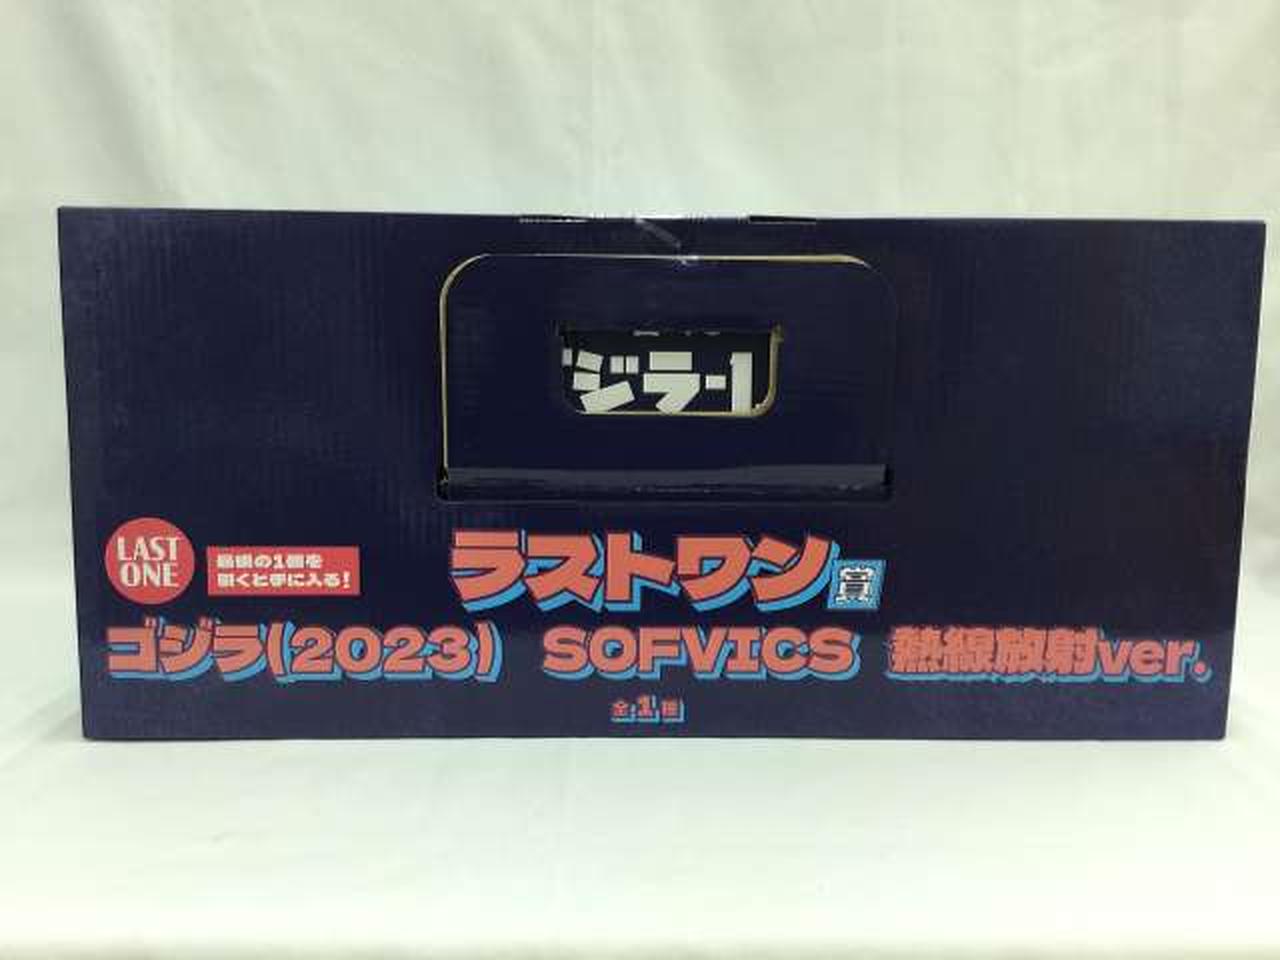 ジラ-1
LAST
ONE
最後の1個を
引くと手に入る!
ラストワン賞
ゴジラ(2023) SOFVICS 熱線放射ver.
全1種